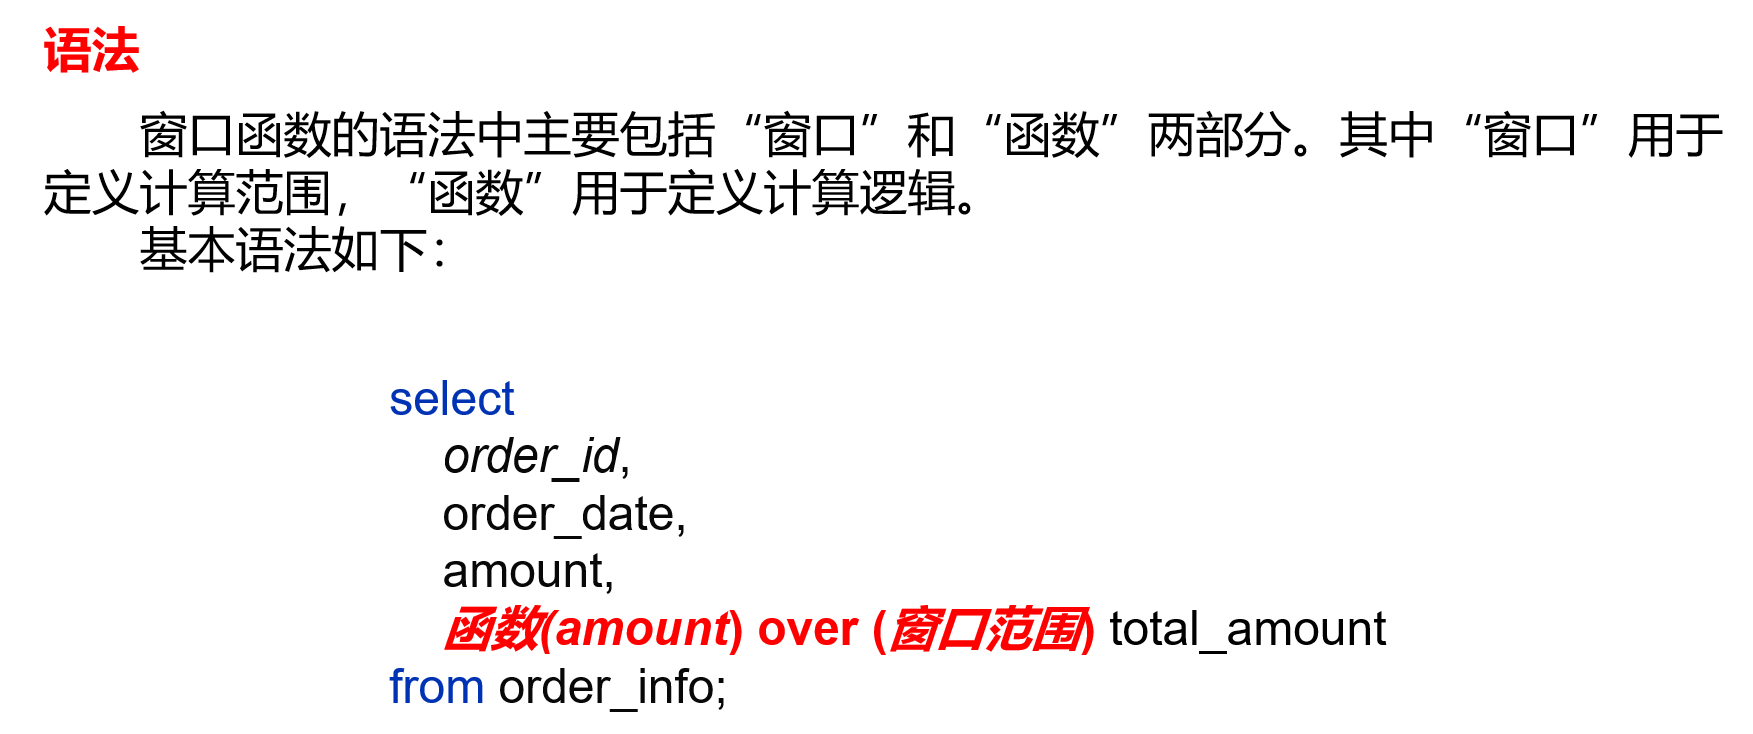 语法
窗口函数的语法中主要包括“窗口”和“函数”两部分。其中“窗口”用于
定义计算范围，“函数”用于定义计算逻辑。
基本语法如下：
select
order_id,
order_date,
amount,
函数(amount) over (窗口范围) total_amount
from order_info;